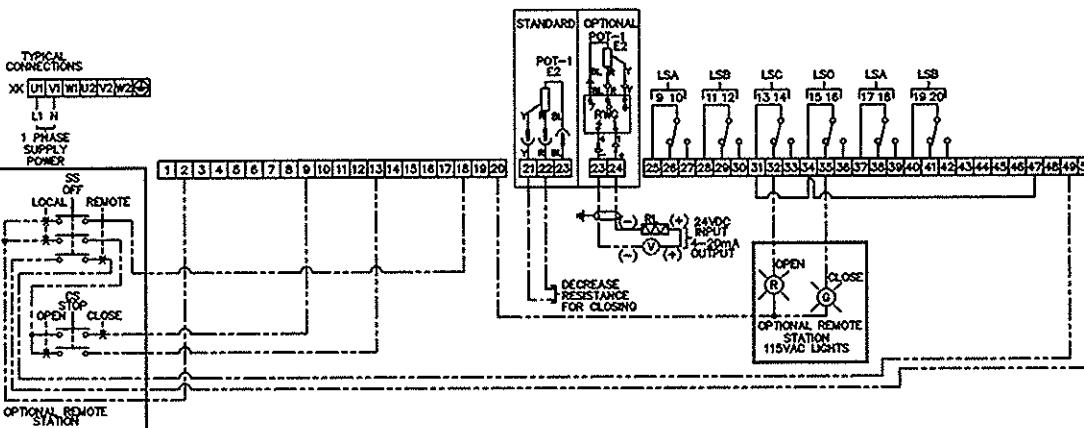 TYPICAL
CONNECTIONS
XK U1 V1 W1 U2 V2 W2
L1 N
1 PHASE
SUPPLY
POWER
STANDARD OPTIONAL
POT-1
E2
POT-1
E2
BL R Y
BL R Y
RWG
Y R BL
Y R BL
LSA LSB LSC LSO LSA LSB
9 10 11 12 13 14 15 16 17 18 19 20
1 2 3 4 5 6 7 8 9 10 11 12 13 14 15 16 17 18 19 20
21 22 23 23 24
25 26 27 28 29 30 31 32 33 34 35 36 37 38 39 40 41 42 43 44 45 46 47 48 49
SS
OFF
LOCAL REMOTE
CS
STOP
OPEN CLOSE
OPTIONAL REMOTE
STATION
(-) R1 (+) 24VDC
INPUT
4-20mA
OUTPUT
(~) V (+)
DECREASE
RESISTANCE
FOR CLOSING
OPEN
R
CLOSE
G
OPTIONAL REMOTE
STATION
115VAC LIGHTS